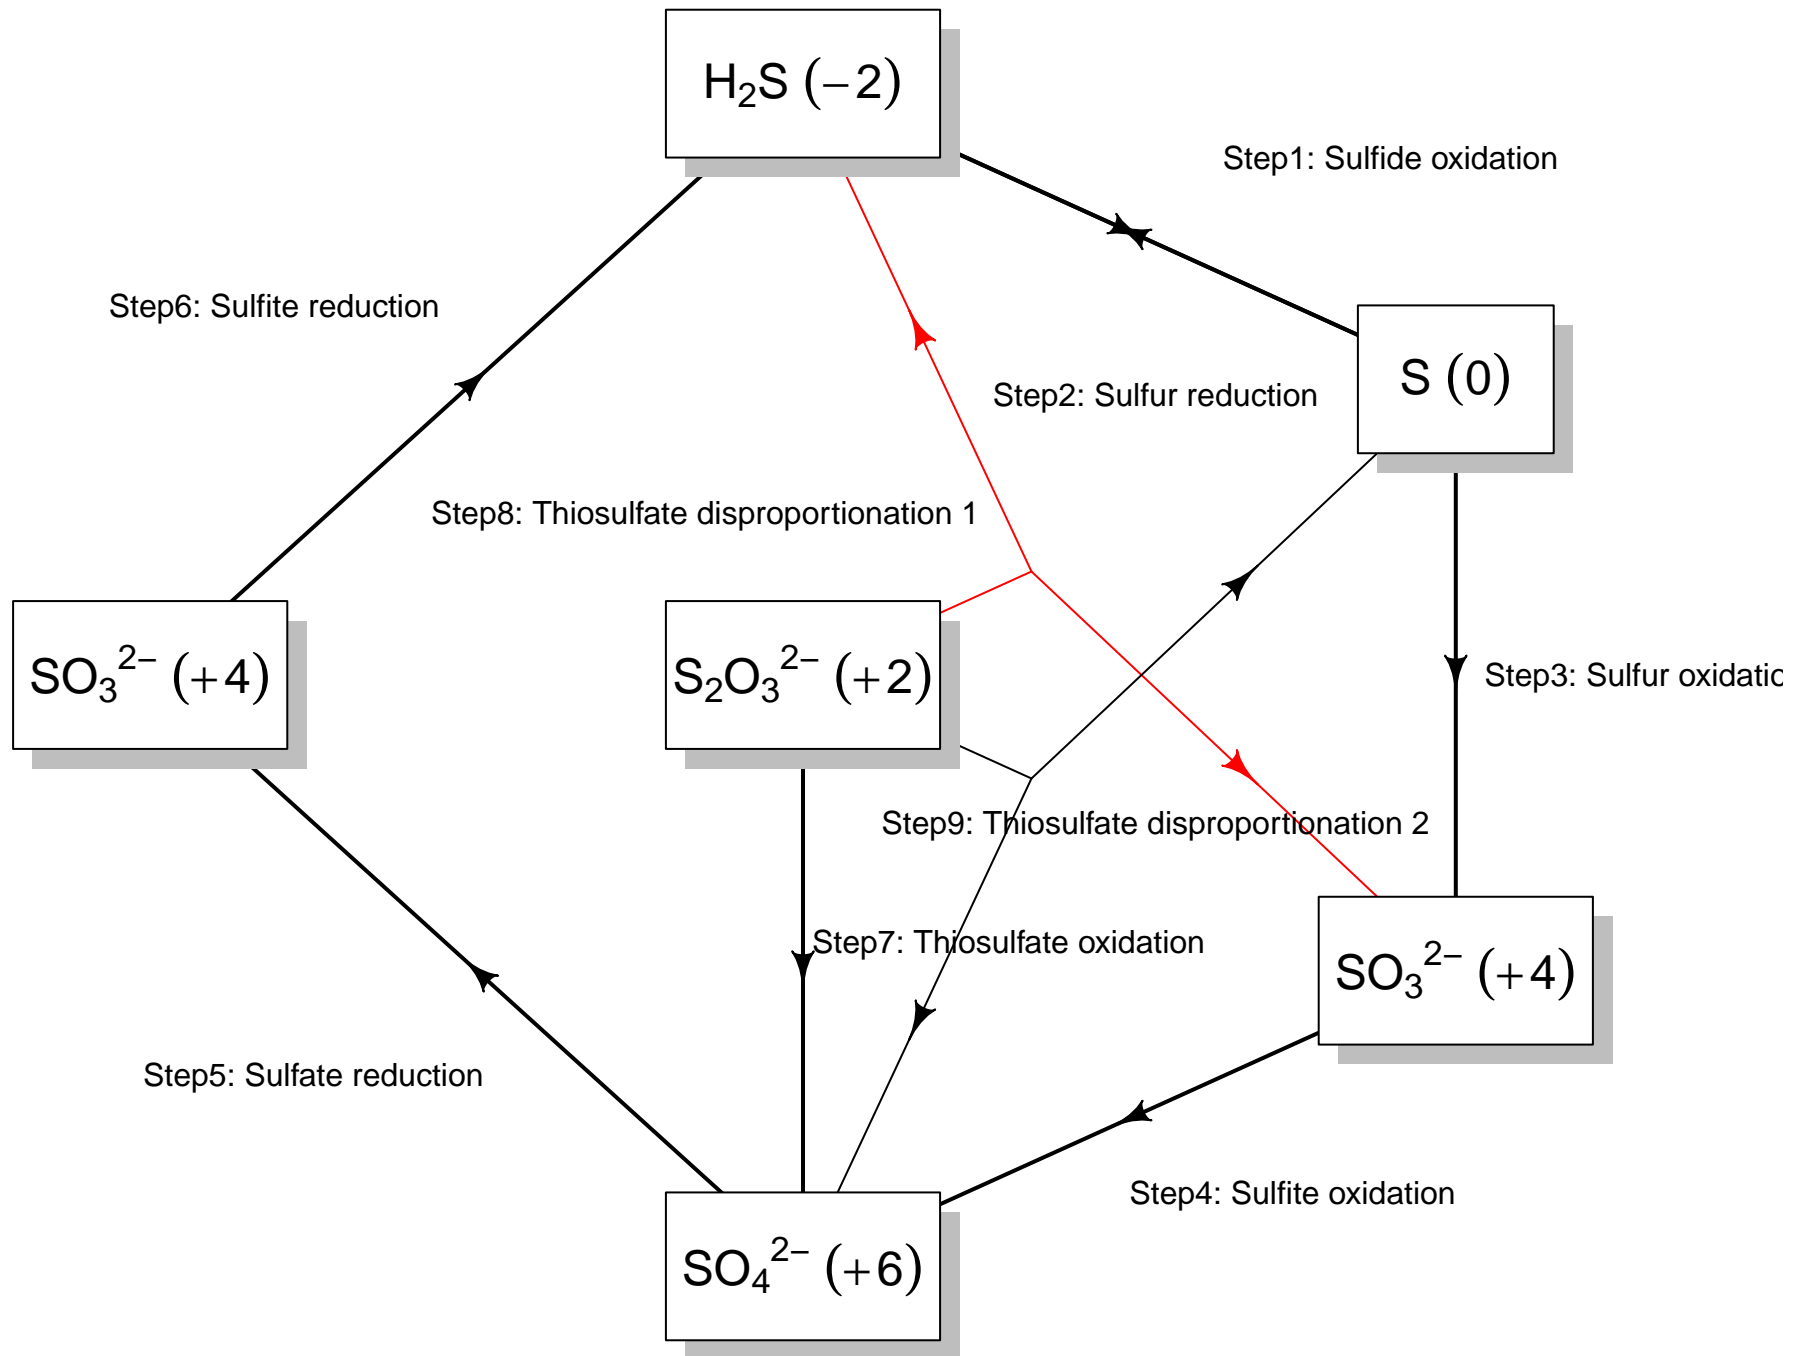 H₂S (−2)
Step1: Sulfide oxidation
Step6: Sulfite reduction
S (0)
Step2: Sulfur reduction
Step8: Thiosulfate disproportionation 1
SO₃²⁻ (+4)
S₂O₃²⁻ (+2)
Step3: Sulfur oxidatio
Step9: Thiosulfate disproportionation 2
Step7: Thiosulfate oxidation
SO₃²⁻ (+4)
Step5: Sulfate reduction
Step4: Sulfite oxidation
SO₄²⁻ (+6)